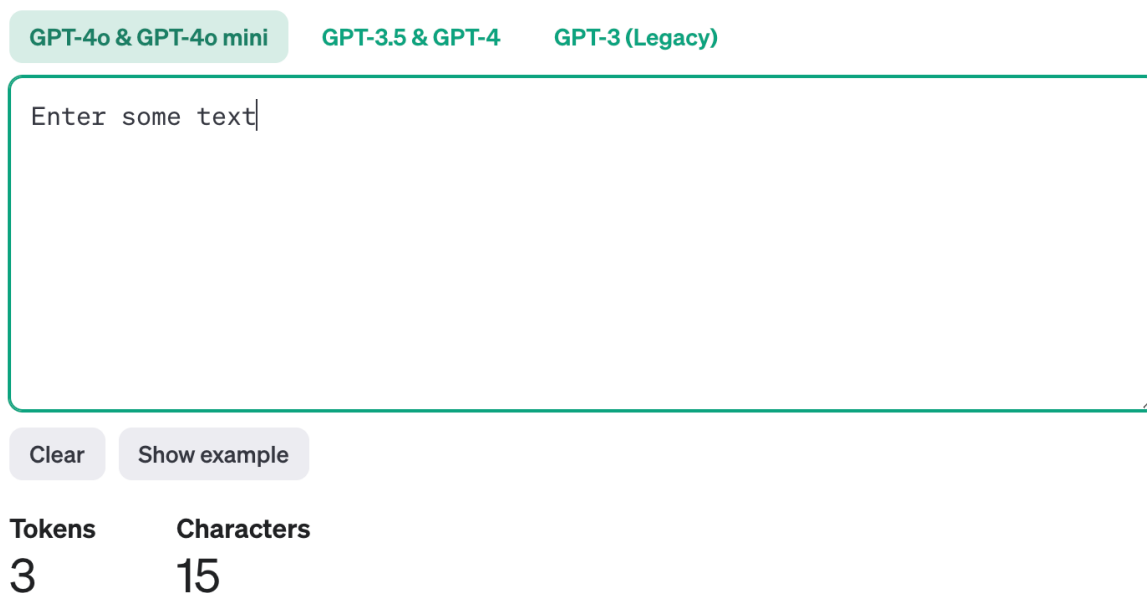 GPT-4o & GPT-4o mini GPT-3.5 & GPT-4 GPT-3 (Legacy)
Enter some text
Clear Show example
Tokens Characters
3 15